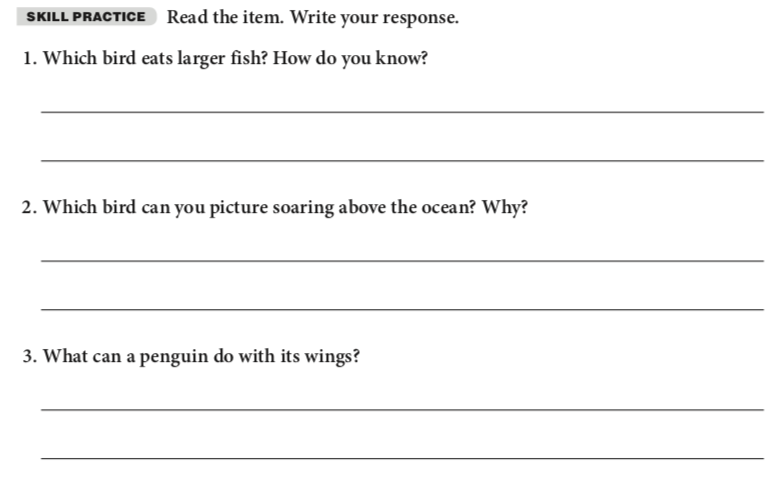 SKILL PRACTICE Read the item. Write your response.
1. Which bird eats larger fish? How do you know?
2. Which bird can you picture soaring above the ocean? Why?
3. What can a penguin do with its wings?